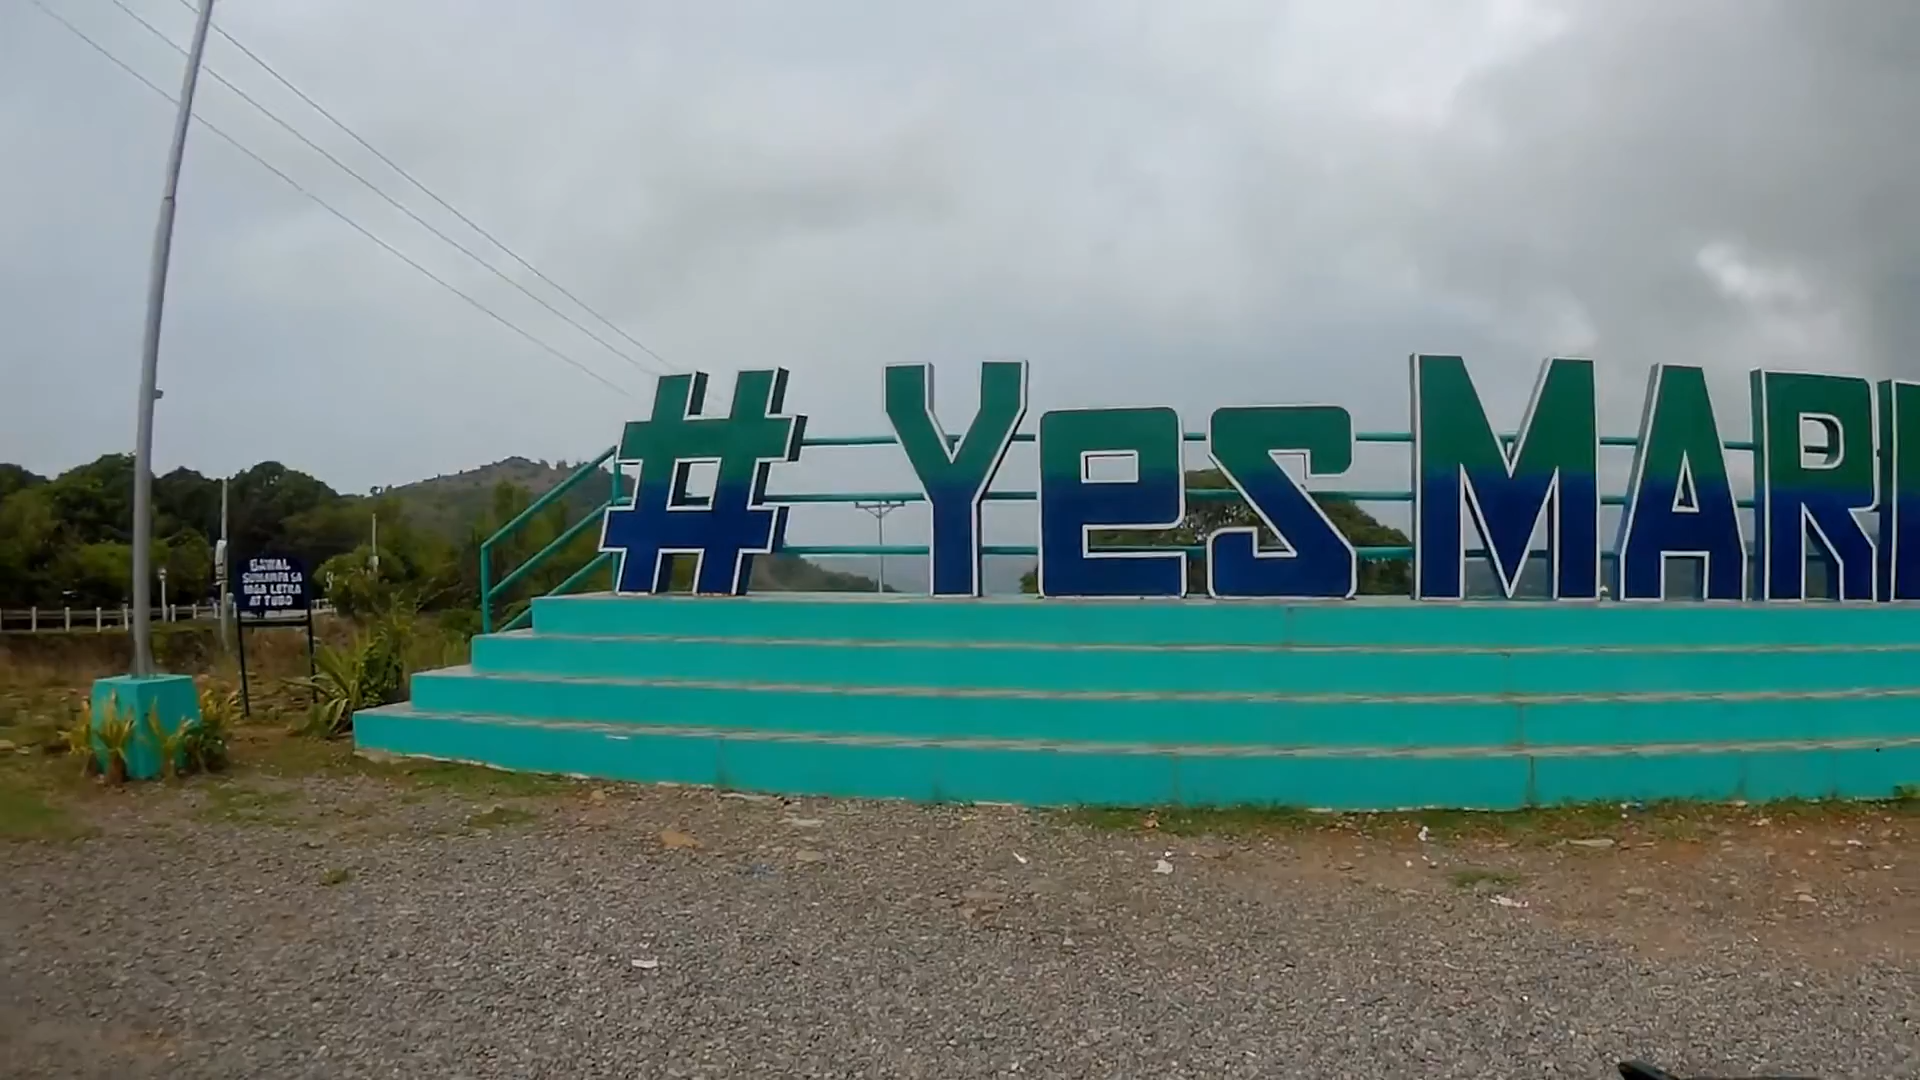 #YesMAR
BAWAL
SUMAMPA SA
MGA LETRA
AT TUBO